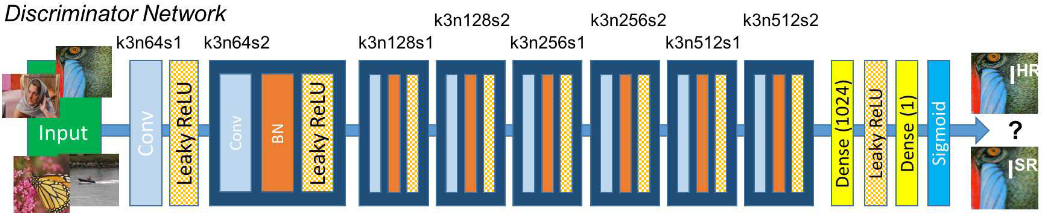 Discriminator Network
k3n128s2 k3n256s2 k3n512s2
k3n64s1 k3n64s2 k3n128s1 k3n256s1 k3n512s1
Input
Conv
Leaky ReLU
Conv
BN
Leaky ReLU
Dense (1024)
Leaky ReLU
Dense (1)
Sigmoid
IHR
?
ISR